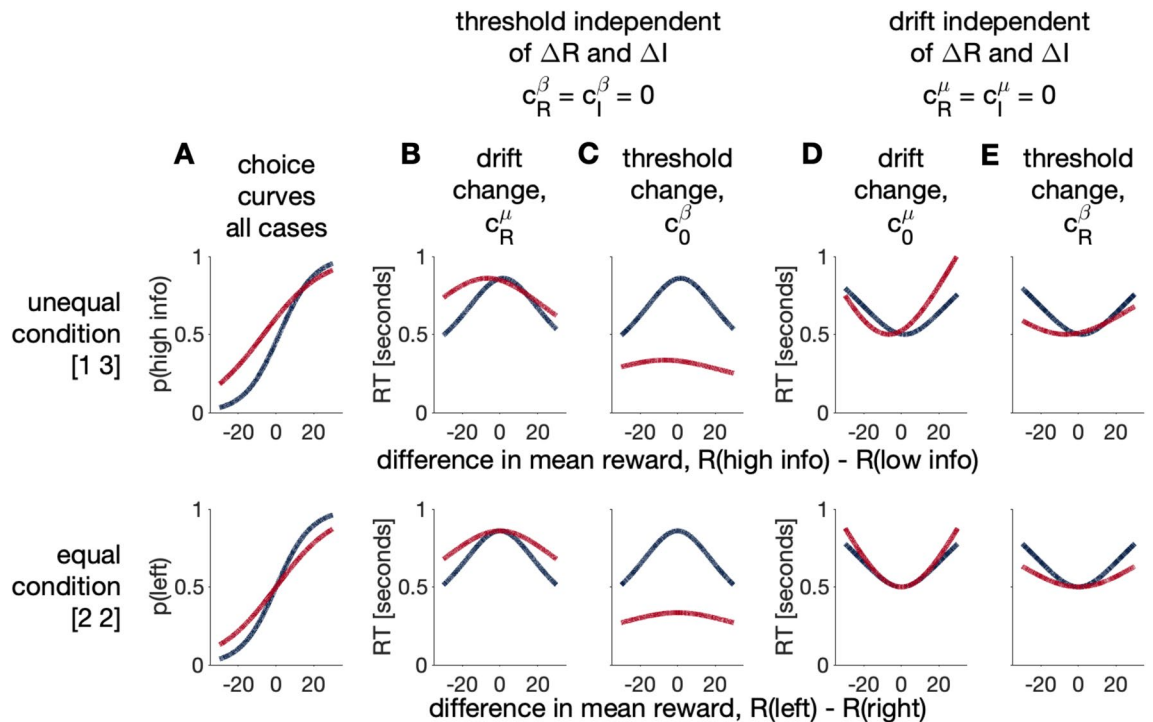 threshold independent
of ΔR and ΔI
c_R^β = c_I^β = 0
drift independent
of ΔR and ΔI
c_R^μ = c_I^μ = 0
A
choice
curves
all cases
B
drift
change,
c_R^μ
C
threshold
change,
c_0^β
D
drift
change,
c_0^μ
E
threshold
change,
c_R^β
unequal
condition
[1 3]
p(high info)
1
0.5
0
-20 0 20
RT [seconds]
1
0.5
0
-20 0 20
-20 0 20
RT [seconds]
1
0.5
0
-20 0 20
-20 0 20
difference in mean reward, R(high info) - R(low info)
equal
condition
[2 2]
p(left)
1
0.5
0
-20 0 20
RT [seconds]
1
0.5
0
-20 0 20
-20 0 20
RT [seconds]
1
0.5
0
-20 0 20
-20 0 20
difference in mean reward, R(left) - R(right)